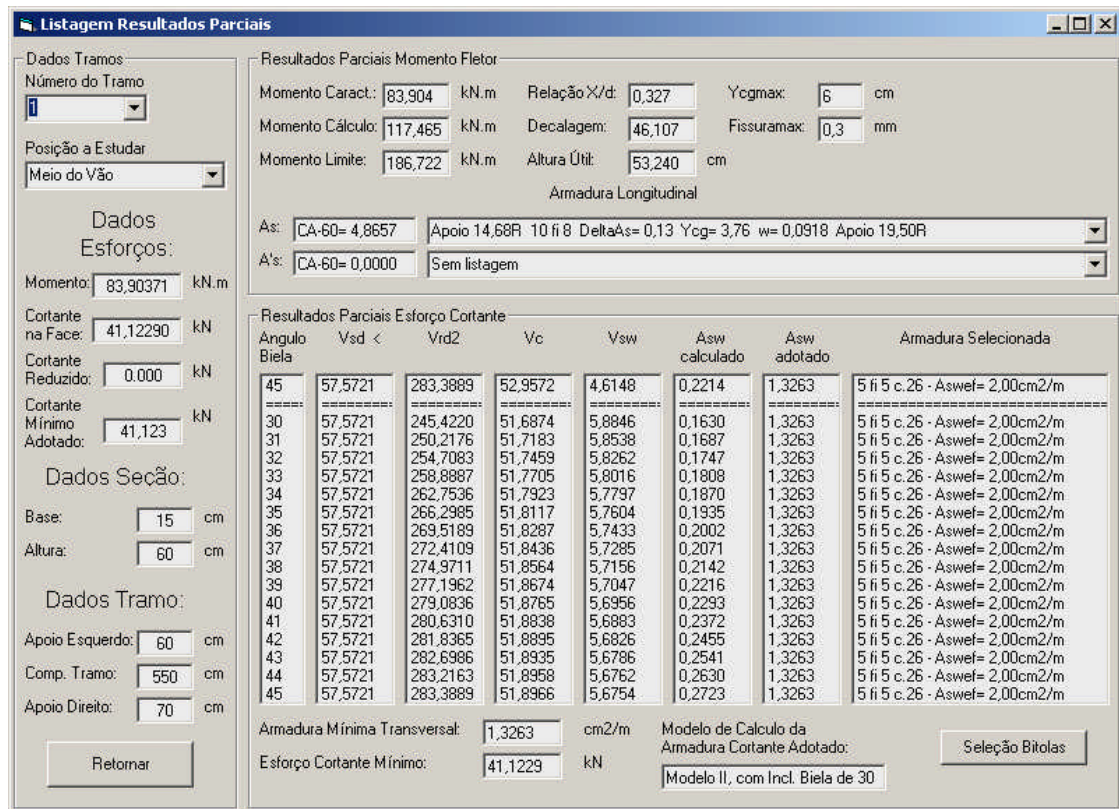 Listagem Resultados Parciais
Dados Tramos
Número do Tramo
1
Posição a Estudar
Meio do Vão
Dados
Esforços:
Momento: 83,90371 kN.m
Cortante
na Face: 41,12290 kN
Cortante
Reduzido: 0.000 kN
Cortante
Mínimo
Adotado: 41,123 kN
Dados Seção:
Base: 15 cm
Altura: 60 cm
Dados Tramo:
Apoio Esquerdo: 60 cm
Comp. Tramo: 550 cm
Apoio Direito: 70 cm
Retornar
Resultados Parciais Momento Fletor
Momento Caract.: 83,904 kN.m Relação X/d: 0,327 Ycgmax: 6 cm
Momento Cálculo: 117,465 kN.m Decalagem: 46,107 Fissuramax: 0,3 mm
Momento Limite: 186,722 kN.m Altura Útil: 53,240 cm
Armadura Longitudinal
As: CA-60= 4,8657 Apoio 14,68R 10 fi 8 DeltaAs= 0,13 Ycg= 3,76 w= 0,0918 Apoio 19,50R
A's: CA-60= 0,0000 Sem listagem
Resultados Parciais Esforço Cortante
Angulo Vsd < Vrd2 Vc Vsw Asw Asw Armadura Selecionada
Biela calculado adotado
45 57,5721 283,3889 52,9572 4,6148 0,2214 1,3263 5 fi 5 c.26 - Aswef= 2,00cm2/m
30 57,5721 245,4220 51,6874 5,8846 0,1630 1,3263 5 fi 5 c.26 - Aswef= 2,00cm2/m
31 57,5721 250,2176 51,7183 5,8538 0,1687 1,3263 5 fi 5 c.26 - Aswef= 2,00cm2/m
32 57,5721 254,7083 51,7459 5,8262 0,1747 1,3263 5 fi 5 c.26 - Aswef= 2,00cm2/m
33 57,5721 258,8887 51,7705 5,8016 0,1808 1,3263 5 fi 5 c.26 - Aswef= 2,00cm2/m
34 57,5721 262,7536 51,7923 5,7797 0,1870 1,3263 5 fi 5 c.26 - Aswef= 2,00cm2/m
35 57,5721 266,2985 51,8117 5,7604 0,1935 1,3263 5 fi 5 c.26 - Aswef= 2,00cm2/m
36 57,5721 269,5189 51,8287 5,7433 0,2002 1,3263 5 fi 5 c.26 - Aswef= 2,00cm2/m
37 57,5721 272,4109 51,8436 5,7285 0,2071 1,3263 5 fi 5 c.26 - Aswef= 2,00cm2/m
38 57,5721 274,9711 51,8564 5,7156 0,2142 1,3263 5 fi 5 c.26 - Aswef= 2,00cm2/m
39 57,5721 277,1962 51,8674 5,7047 0,2216 1,3263 5 fi 5 c.26 - Aswef= 2,00cm2/m
40 57,5721 279,0836 51,8765 5,6956 0,2293 1,3263 5 fi 5 c.26 - Aswef= 2,00cm2/m
41 57,5721 280,6310 51,8838 5,6883 0,2372 1,3263 5 fi 5 c.26 - Aswef= 2,00cm2/m
42 57,5721 281,8365 51,8895 5,6826 0,2455 1,3263 5 fi 5 c.26 - Aswef= 2,00cm2/m
43 57,5721 282,6986 51,8935 5,6786 0,2541 1,3263 5 fi 5 c.26 - Aswef= 2,00cm2/m
44 57,5721 283,2163 51,8958 5,6762 0,2630 1,3263 5 fi 5 c.26 - Aswef= 2,00cm2/m
45 57,5721 283,3889 51,8966 5,6754 0,2723 1,3263 5 fi 5 c.26 - Aswef= 2,00cm2/m
Armadura Mínima Transversal: 1,3263 cm2/m
Esforço Cortante Mínimo: 41,1229 kN
Modelo de Calculo da
Armadura Cortante Adotado:
Modelo II, com Incl. Biela de 30
Seleção Bitolas